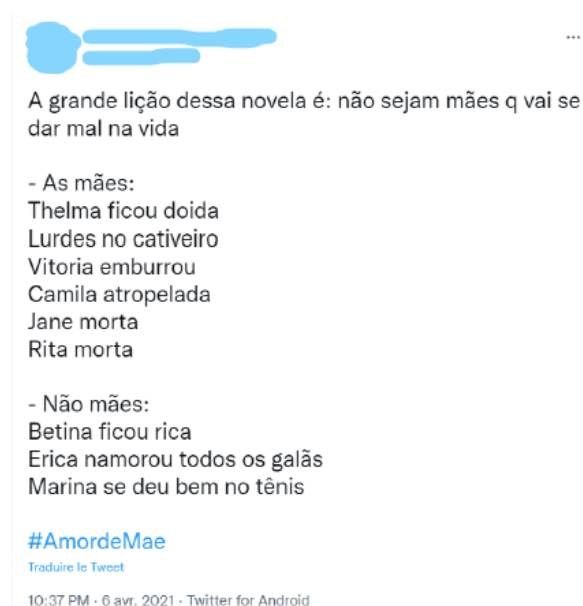 ...
A grande lição dessa novela é: não sejam mães q vai se
dar mal na vida
- As mães:
Thelma ficou doida
Lurdes no cativeiro
Vitoria emburrou
Camila atropelada
Jane morta
Rita morta
- Não mães:
Betina ficou rica
Erica namorou todos os galãs
Marina se deu bem no tênis
#AmordeMae
Traduire le Tweet
10:37 PM · 6 avr. 2021 · Twitter for Android